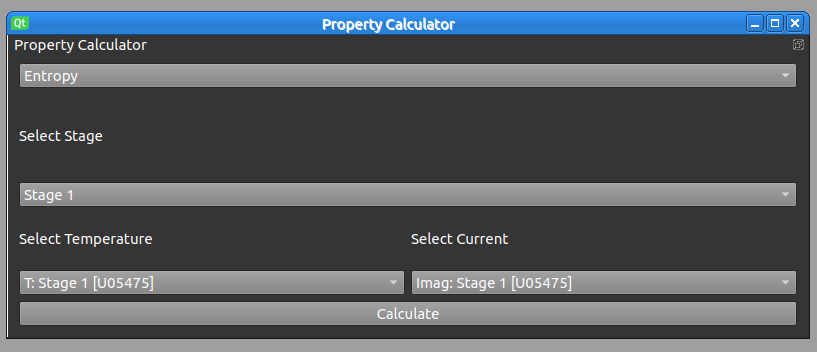 Qt Property Calculator
Property Calculator
Entropy
Select Stage
Stage 1
Select Temperature Select Current
T: Stage 1 [U05475] Imag: Stage 1 [U05475]
Calculate